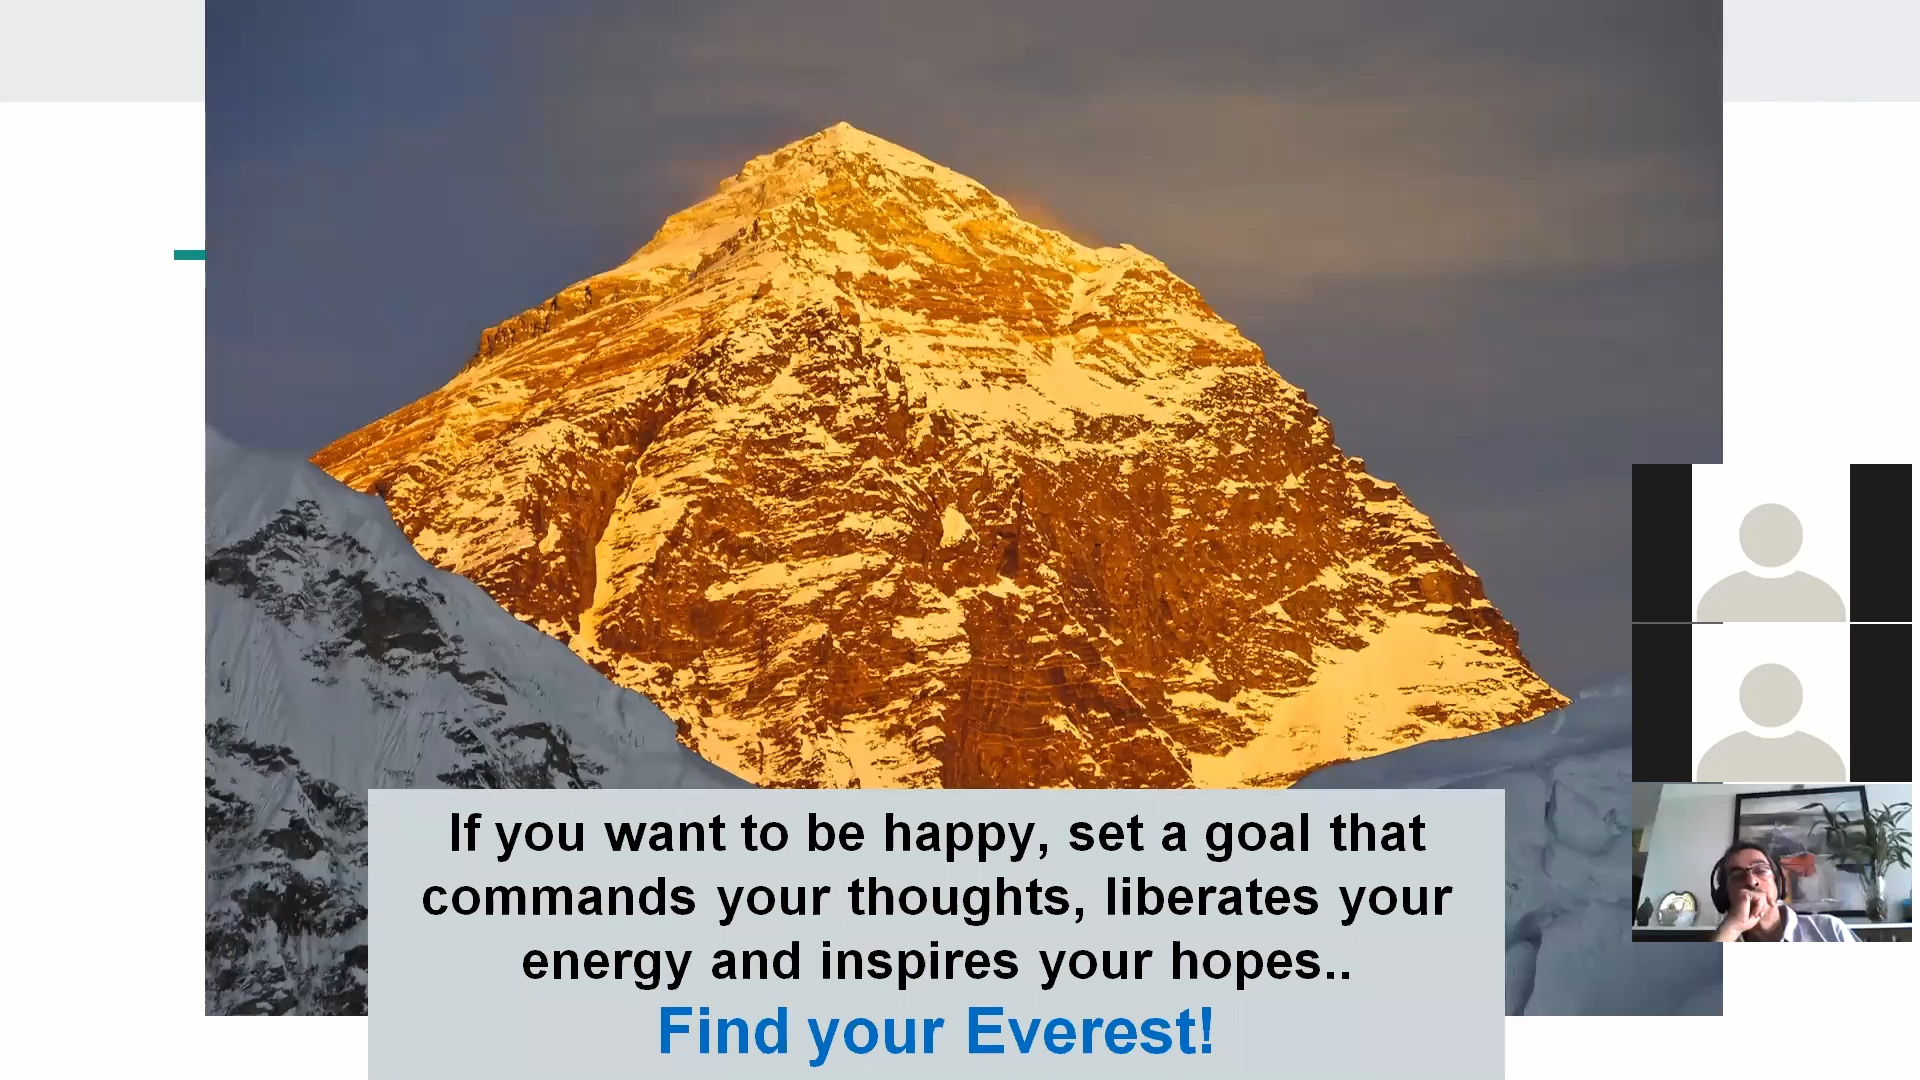 If you want to be happy, set a goal that
commands your thoughts, liberates your
energy and inspires your hopes..
Find your Everest!